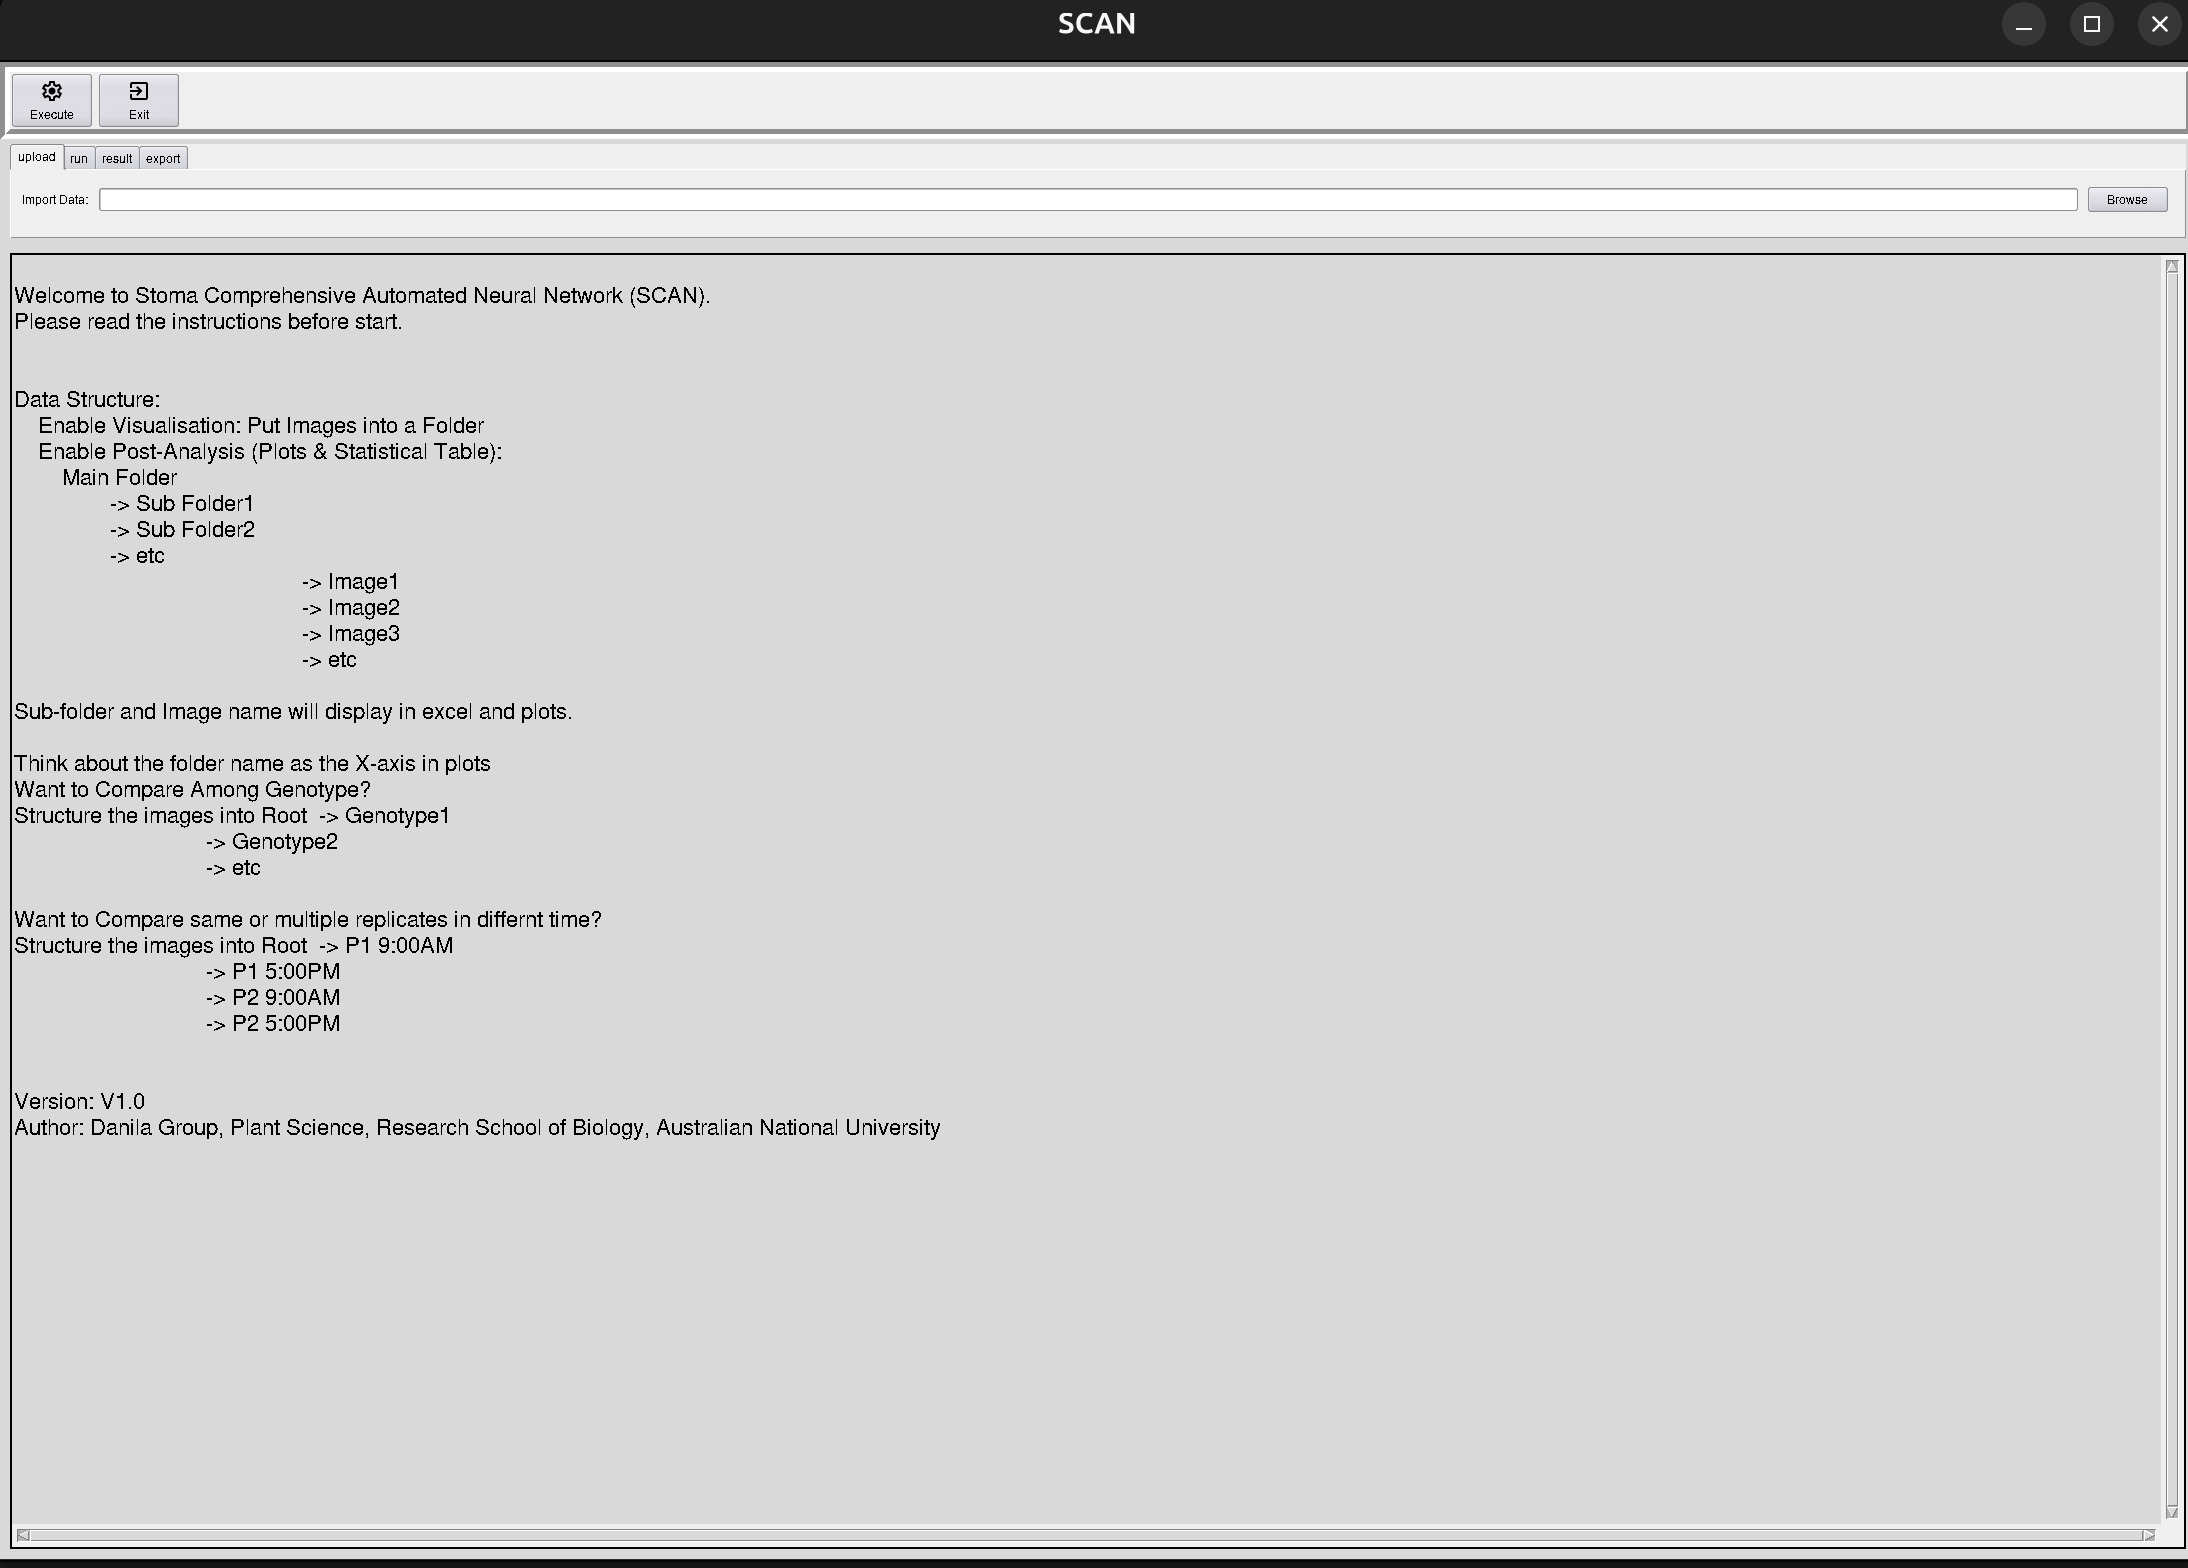 SCAN
Execute
Exit
upload
run
result
export
Import Data:
Browse
Welcome to Stoma Comprehensive Automated Neural Network (SCAN).
Please read the instructions before start.
Data Structure:
Enable Visualisation: Put Images into a Folder
Enable Post-Analysis (Plots & Statistical Table):
Main Folder
-> Sub Folder1
-> Sub Folder2
-> etc
-> Image1
-> Image2
-> Image3
-> etc
Sub-folder and Image name will display in excel and plots.
Think about the folder name as the X-axis in plots
Want to Compare Among Genotype?
Structure the images into Root -> Genotype1
-> Genotype2
-> etc
Want to Compare same or multiple replicates in differnt time?
Structure the images into Root -> P1 9:00AM
-> P1 5:00PM
-> P2 9:00AM
-> P2 5:00PM
Version: V1.0
Author: Danila Group, Plant Science, Research School of Biology, Australian National University